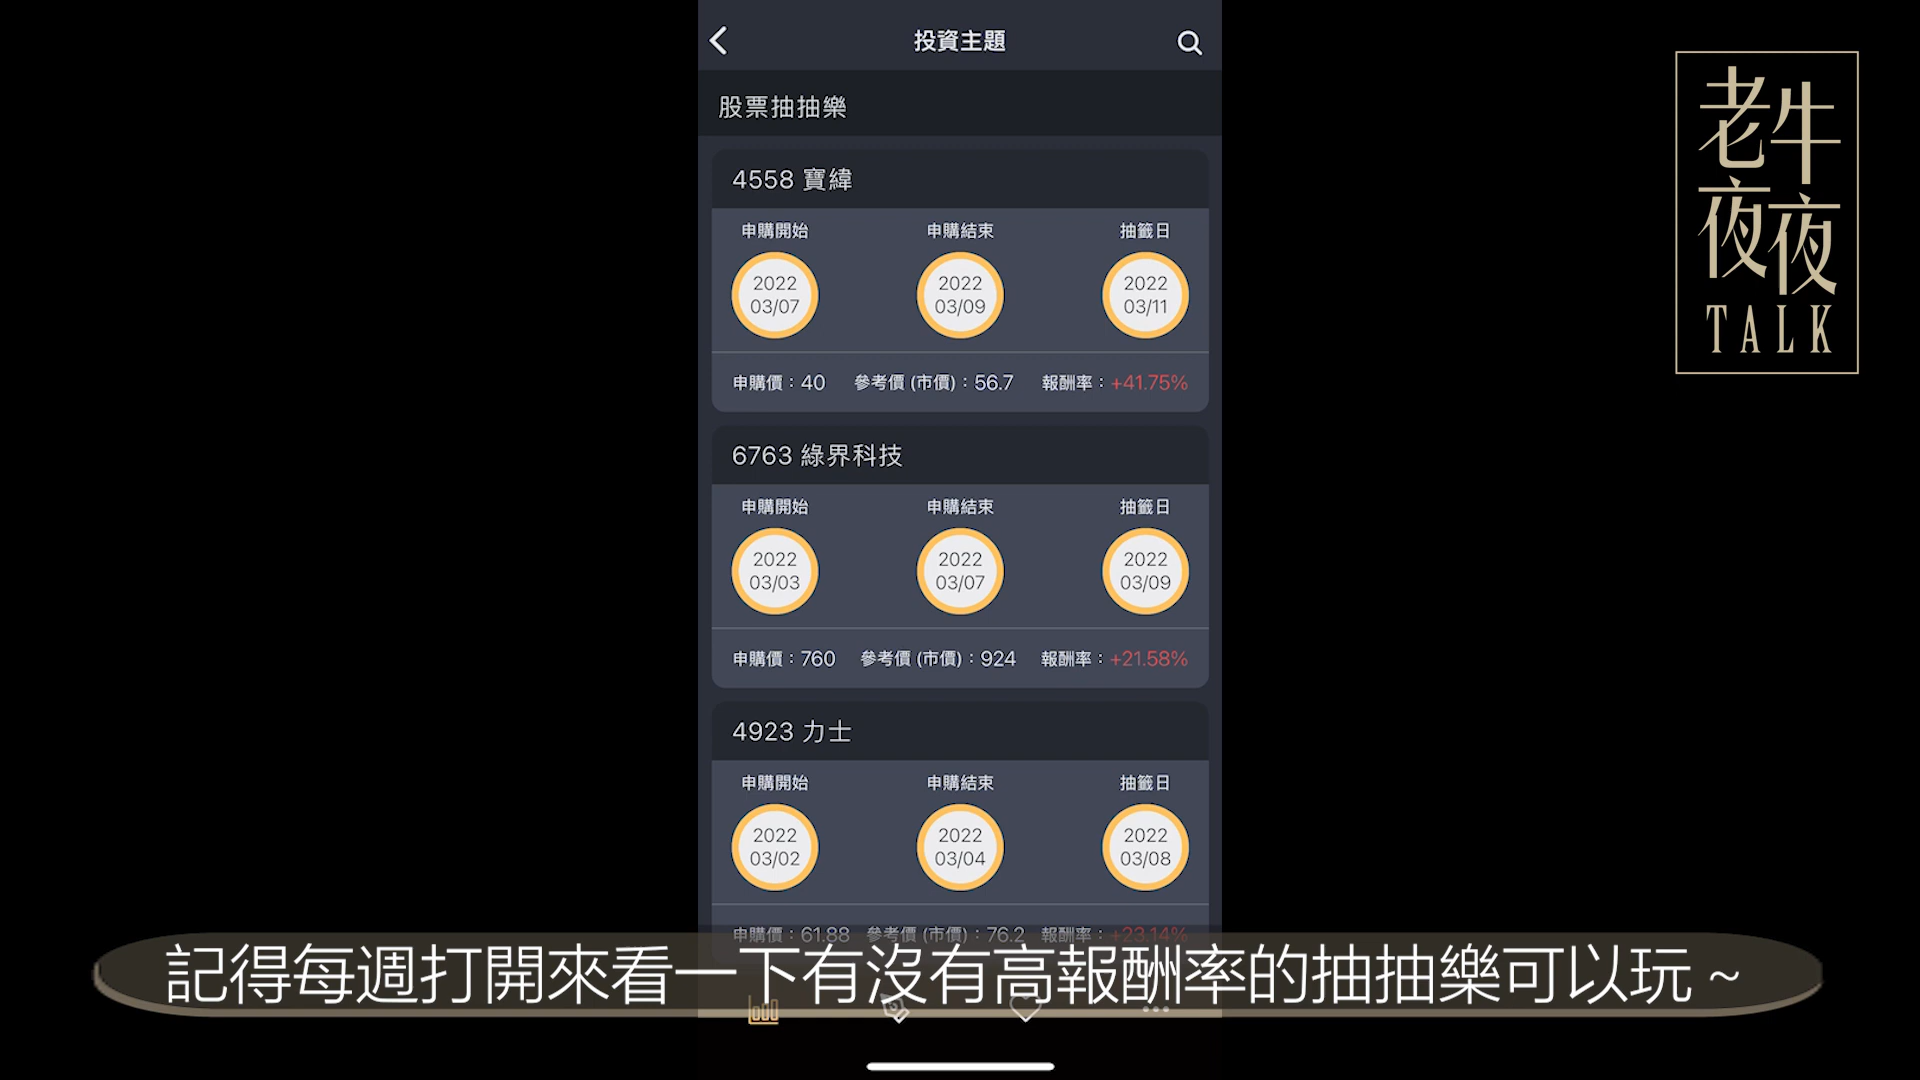 投資主題
股票抽抽樂
4558 寶緯
申購開始 申購結束 抽籤日
2022 03/07 2022 03/09 2022 03/11
申購價：40 參考價 (市價)：56.7 報酬率：+41.75%
6763 綠界科技
申購開始 申購結束 抽籤日
2022 03/03 2022 03/07 2022 03/09
申購價：760 參考價 (市價)：924 報酬率：+21.58%
4923 力士
申購開始 申購結束 抽籤日
2022 03/02 2022 03/04 2022 03/08
申購價：61.88 參考價 (市價)：76.2 報酬率：+23.14%
記得每週打開來看一下有沒有高報酬率的抽抽樂可以玩～
老牛
夜夜
TALK